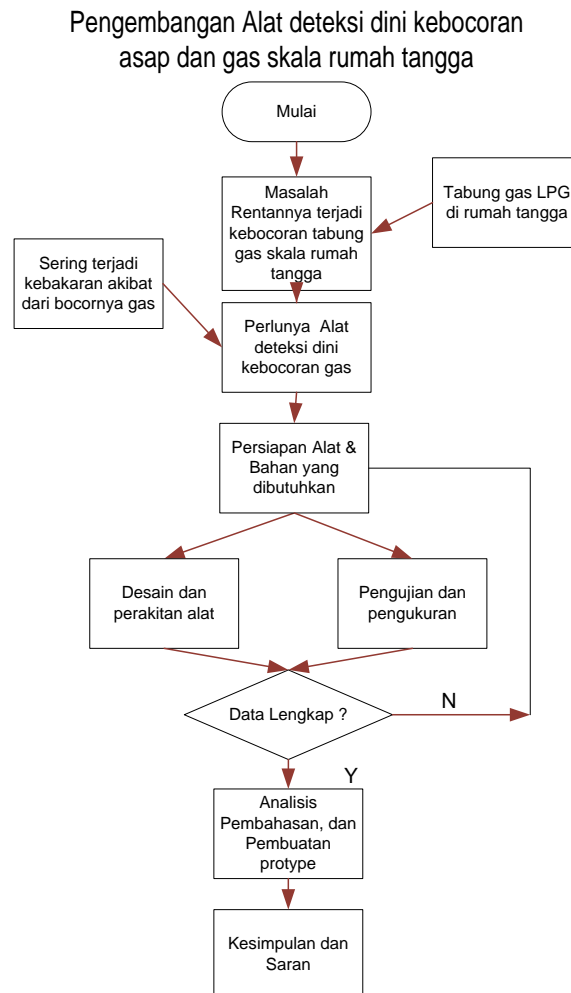 Pengembangan Alat deteksi dini kebocoran
asap dan gas skala rumah tangga
Mulai
Masalah
Rentannya terjadi
kebocoran tabung
gas skala rumah
tangga
Tabung gas LPG
di rumah tangga
Sering terjadi
kebakaran akibat
dari bocornya gas
Perlunya Alat
deteksi dini
kebocoran gas
Persiapan Alat &
Bahan yang
dibutuhkan
Desain dan
perakitan alat
Pengujian dan
pengukuran
Data Lengkap ?
N
Y
Analisis
Pembahasan, dan
Pembuatan
protype
Kesimpulan dan
Saran